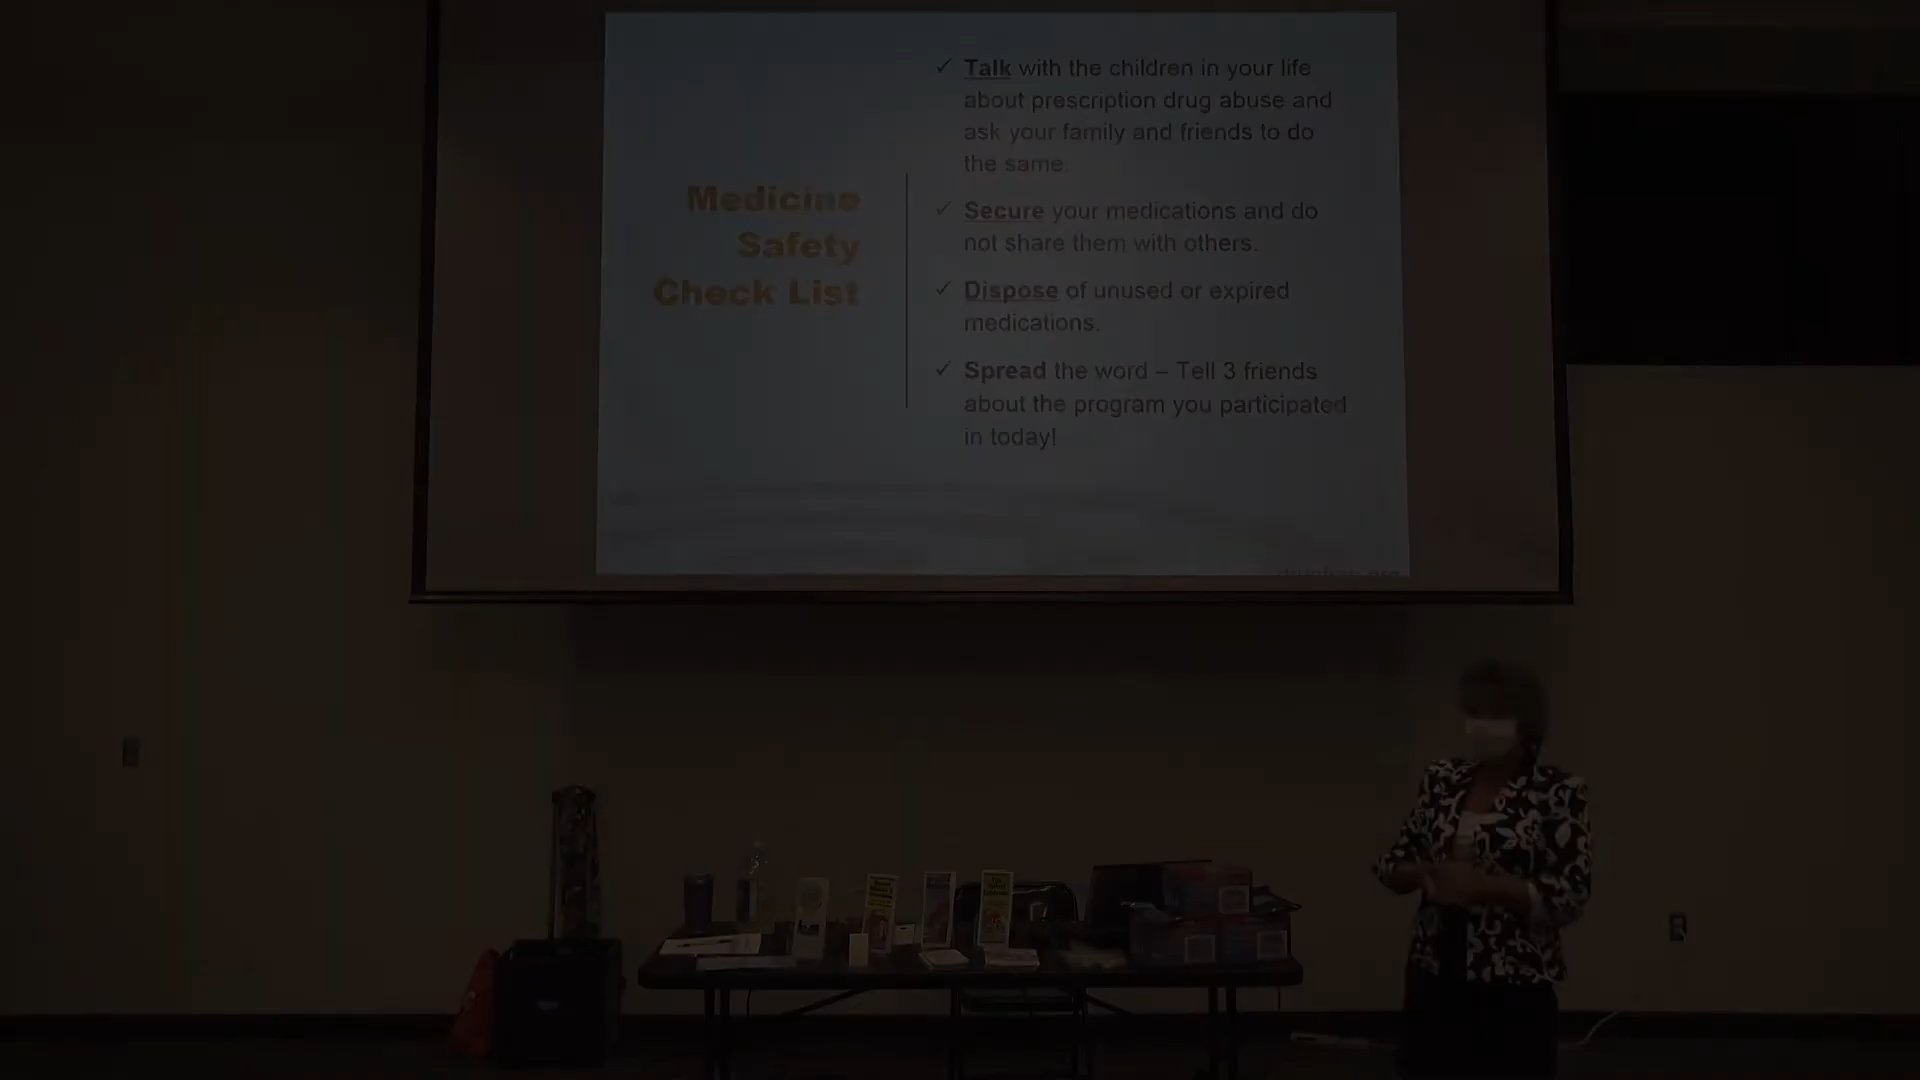 Medicine
Safety
Check List
✓ Talk with the children in your life
about prescription drug abuse and
ask your family and friends to do
the same.
✓ Secure your medications and do
not share them with others.
✓ Dispose of unused or expired
medications.
✓ Spread the word – Tell 3 friends
about the program you participated
in today!